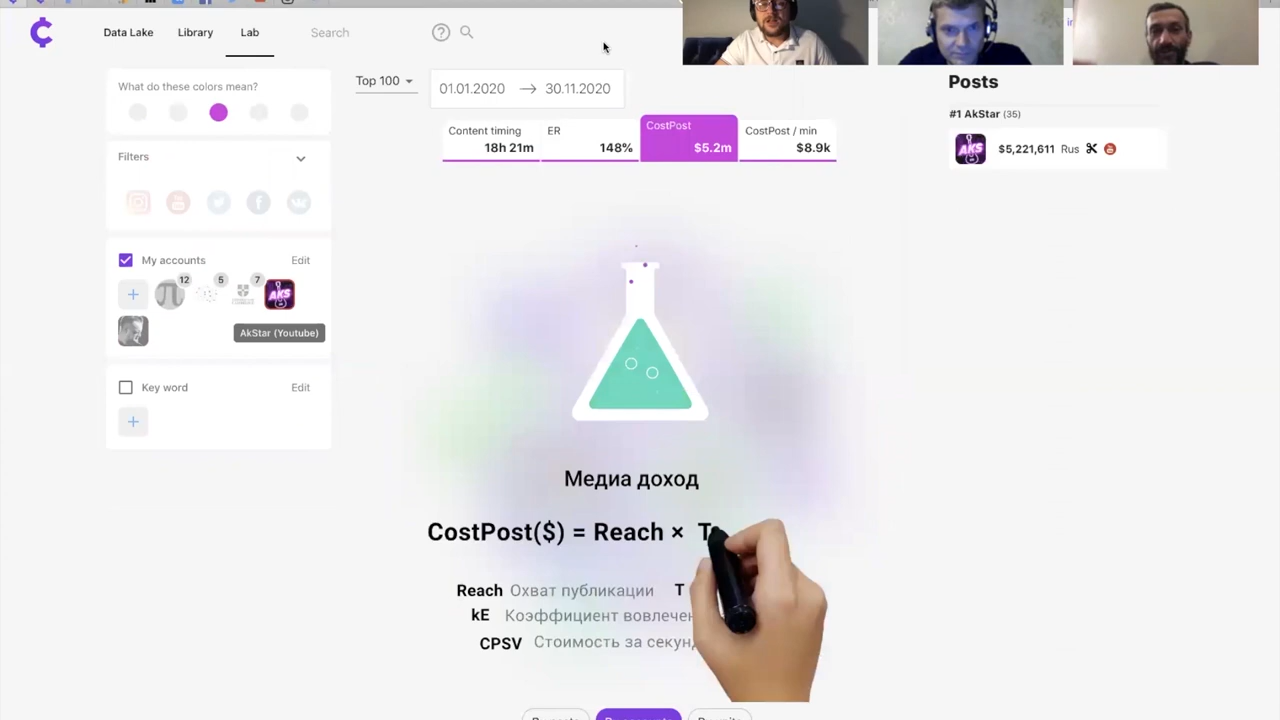 Data Lake
Library
Lab
Search
What do these colors mean?
Filters
My accounts
Edit
12
5
7
AKS
AkStar (Youtube)
Key word
Edit
Top 100
01.01.2020 → 30.11.2020
Content timing
18h 21m
ER
148%
CostPost
$5.2m
CostPost / min
$8.9k
Медиа доход
CostPost($) = Reach × T
Reach Охват публикации T
kE Коэффициент вовлечен
CPSV Стоимость за секунд
Posts
#1 AkStar (35)
AKS
$5,221,611 Rus